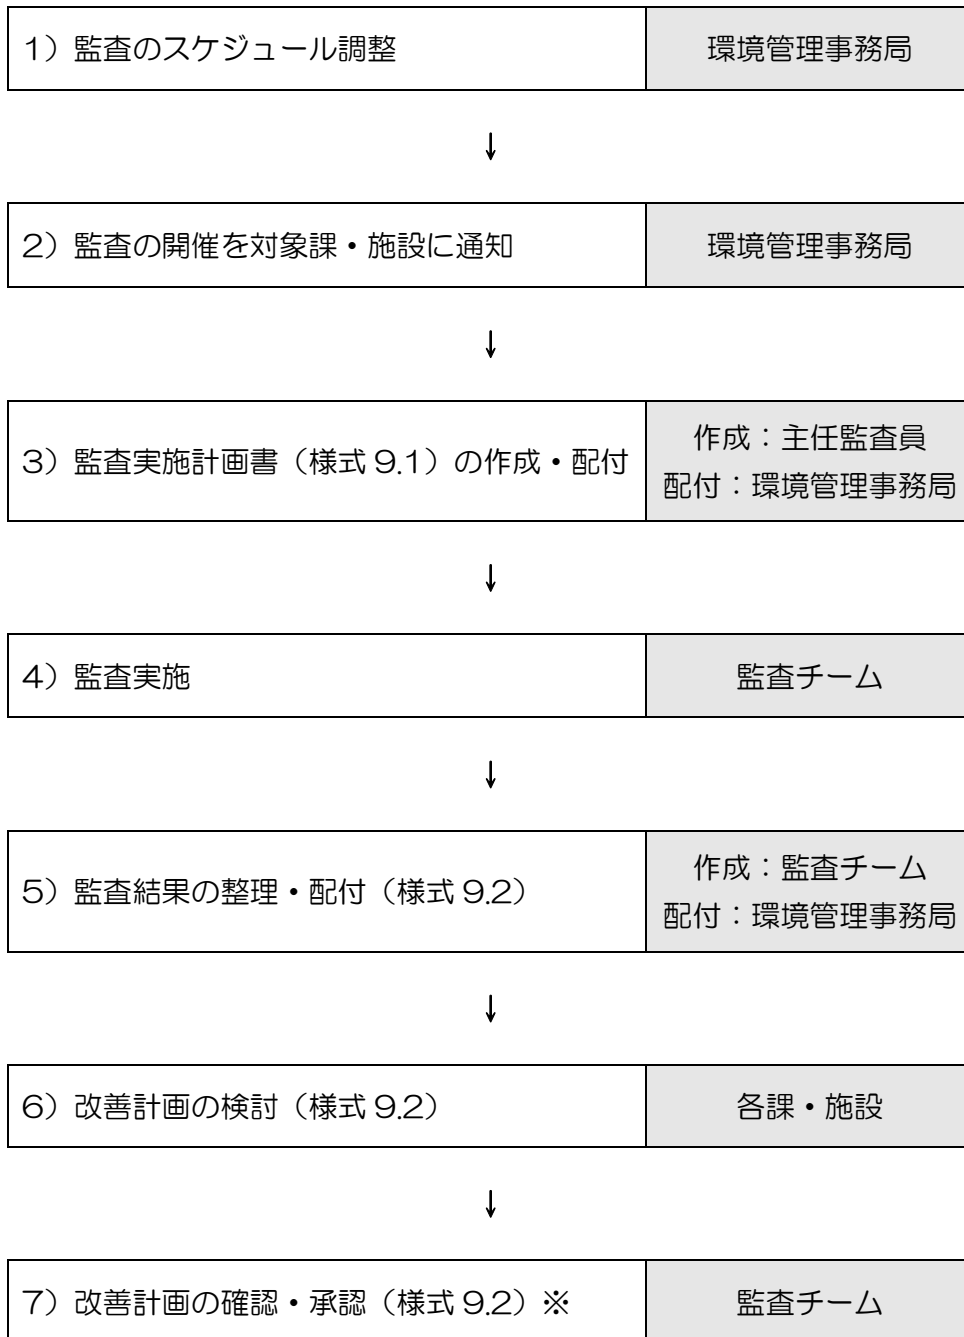 1）監査のスケジュール調整
環境管理事務局
↓
2）監査の開催を対象課・施設に通知
環境管理事務局
↓
3）監査実施計画書（様式 9.1）の作成・配付
作成：主任監査員
配付：環境管理事務局
↓
4）監査実施
監査チーム
↓
5）監査結果の整理・配付（様式 9.2）
作成：監査チーム
配付：環境管理事務局
↓
6）改善計画の検討（様式 9.2）
各課・施設
↓
7）改善計画の確認・承認（様式 9.2）※
監査チーム